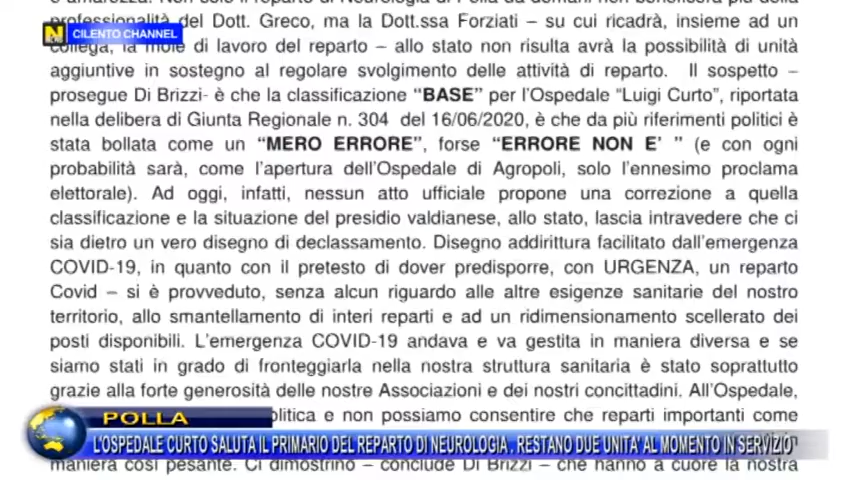 professionalità del Dott. Greco, ma la Dott.ssa Forziati – su cui ricadrà, insieme ad un
CILENTO CHANNEL
collega, la mole di lavoro del reparto – allo stato non risulta avrà la possibilità di unità
aggiuntive in sostegno al regolare svolgimento delle attività di reparto. Il sospetto –
prosegue Di Brizzi- è che la classificazione "BASE" per l'Ospedale "Luigi Curto", riportata
nella delibera di Giunta Regionale n. 304 del 16/06/2020, è che da più riferimenti politici è
stata bollata come un "MERO ERRORE", forse "ERRORE NON E' " (e con ogni
probabilità sarà, come l'apertura dell'Ospedale di Agropoli, solo l'ennesimo proclama
elettorale). Ad oggi, infatti, nessun atto ufficiale propone una correzione a quella
classificazione e la situazione del presidio valdianese, allo stato, lascia intravedere che ci
sia dietro un vero disegno di declassamento. Disegno addirittura facilitato dall'emergenza
COVID-19, in quanto con il pretesto di dover predisporre, con URGENZA, un reparto
Covid – si è provveduto, senza alcun riguardo alle altre esigenze sanitarie del nostro
territorio, allo smantellamento di interi reparti e ad un ridimensionamento scellerato dei
posti disponibili. L'emergenza COVID-19 andava e va gestita in maniera diversa e se
siamo stati in grado di fronteggiarla nella nostra struttura sanitaria è stato soprattutto
grazie alla forte generosità delle nostre Associazioni e dei nostri concittadini. All'Ospedale,
POLLA
olitica e non possiamo consentire che reparti importanti come
L'OSPEDALE CURTO SALUTA IL PRIMARIO DEL REPARTO DI NEUROLOGIA . RESTANO DUE UNITA' AL MOMENTO IN SERVIZIO
maniera così pesante. Ci dimostrino – conclude Di Brizzi – che hanno a cuore la nostra